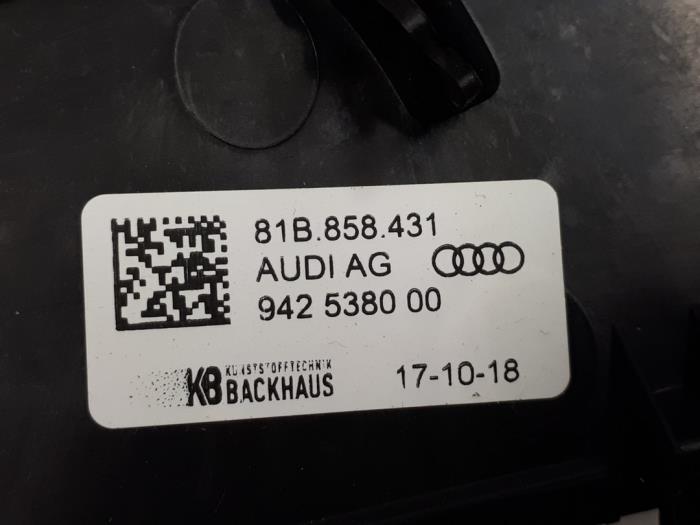 81B.858.431
AUDI AG
942 5380 00
KB KUNSTSTOFFTECHNIK
BACKHAUS
17-10-18